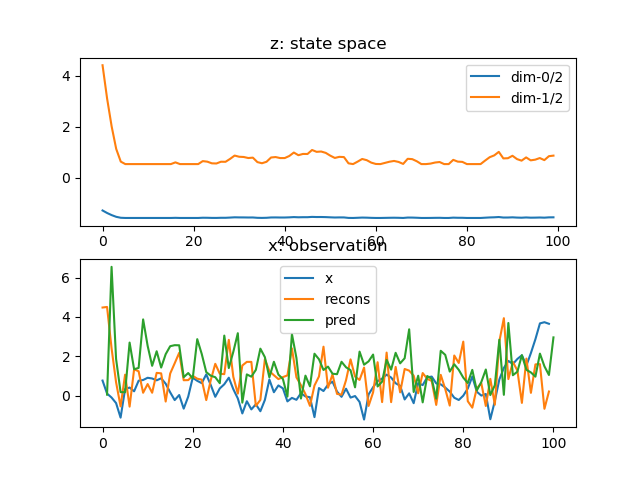 z: state space
4
2
0
dim-0/2
dim-1/2
0 20 40 60 80 100
x: observation
6
4
2
0
x
recons
pred
0 20 40 60 80 100